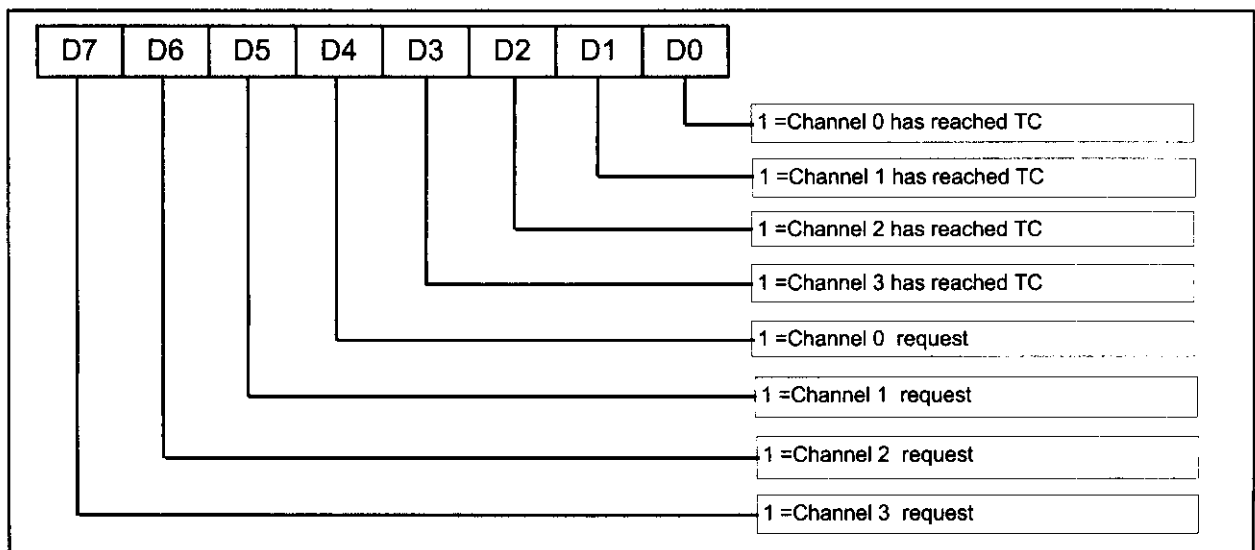 D7 D6 D5 D4 D3 D2 D1 D0
1 =Channel 0 has reached TC
1 =Channel 1 has reached TC
1 =Channel 2 has reached TC
1 =Channel 3 has reached TC
1 =Channel 0 request
1 =Channel 1 request
1 =Channel 2 request
1 =Channel 3 request